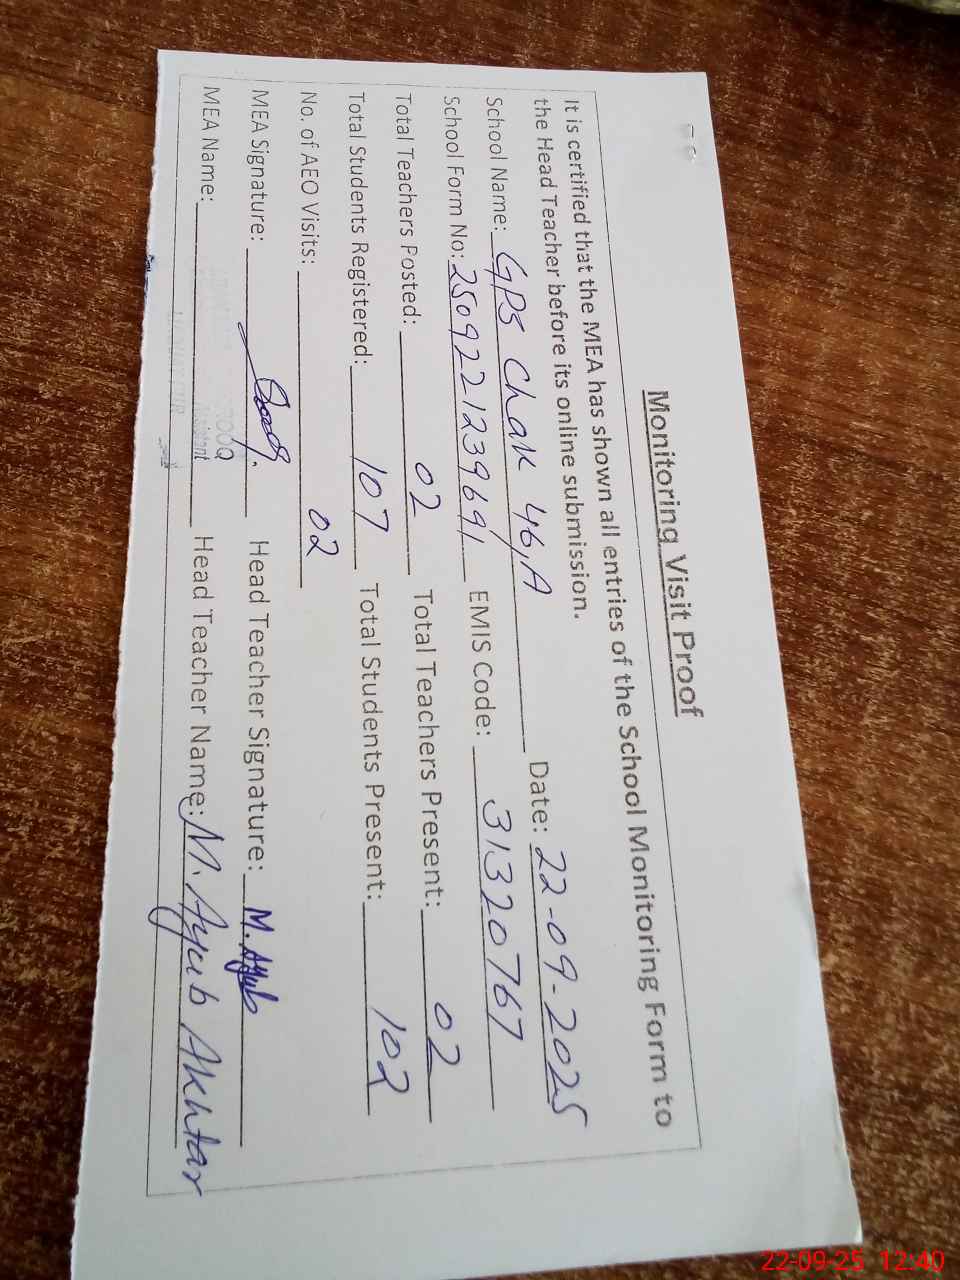 Monitoring Visit Proof
It is certified that the MEA has shown all entries of the School Monitoring Form to
the Head Teacher before its online submission.
School Name: GPS Chak 46,A Date: 22-09-2025
School Form No: 2509221239691 EMIS Code: 31320767
Total Teachers Posted: 02 Total Teachers Present: 02
Total Students Registered: 107 Total Students Present: 102
No. of AEO Visits: 02
MEA Signature: Head Teacher Signature: M. Ayub
MEA Name: Head Teacher Name: M. Ayub Akhtar
22-09-25 12:40